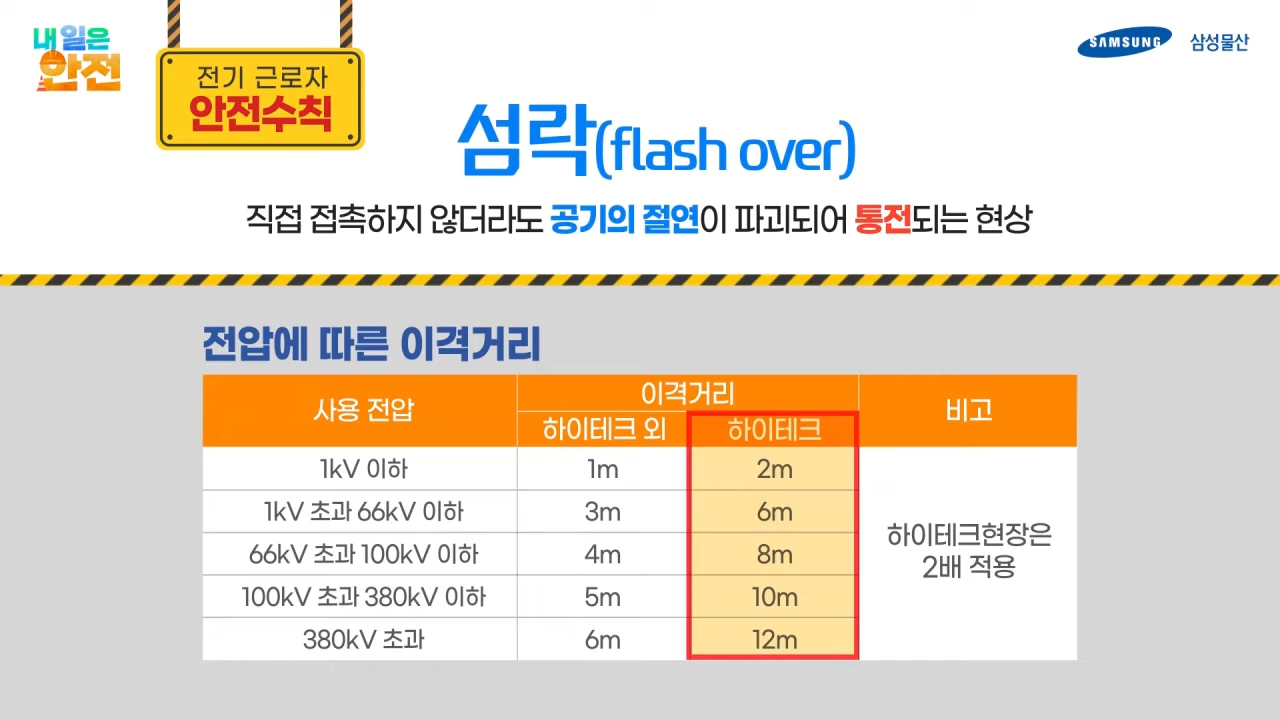 내 일은
안전
전기 근로자
안전수칙
SAMSUNG 삼성물산
섬락(flash over)
직접 접촉하지 않더라도 공기의 절연이 파괴되어 통전되는 현상
전압에 따른 이격거리
사용 전압 이격거리 비고
하이테크 외 하이테크
1kV 이하 1m 2m
1kV 초과 66kV 이하 3m 6m
66kV 초과 100kV 이하 4m 8m
100kV 초과 380kV 이하 5m 10m
380kV 초과 6m 12m
하이테크현장은
2배 적용